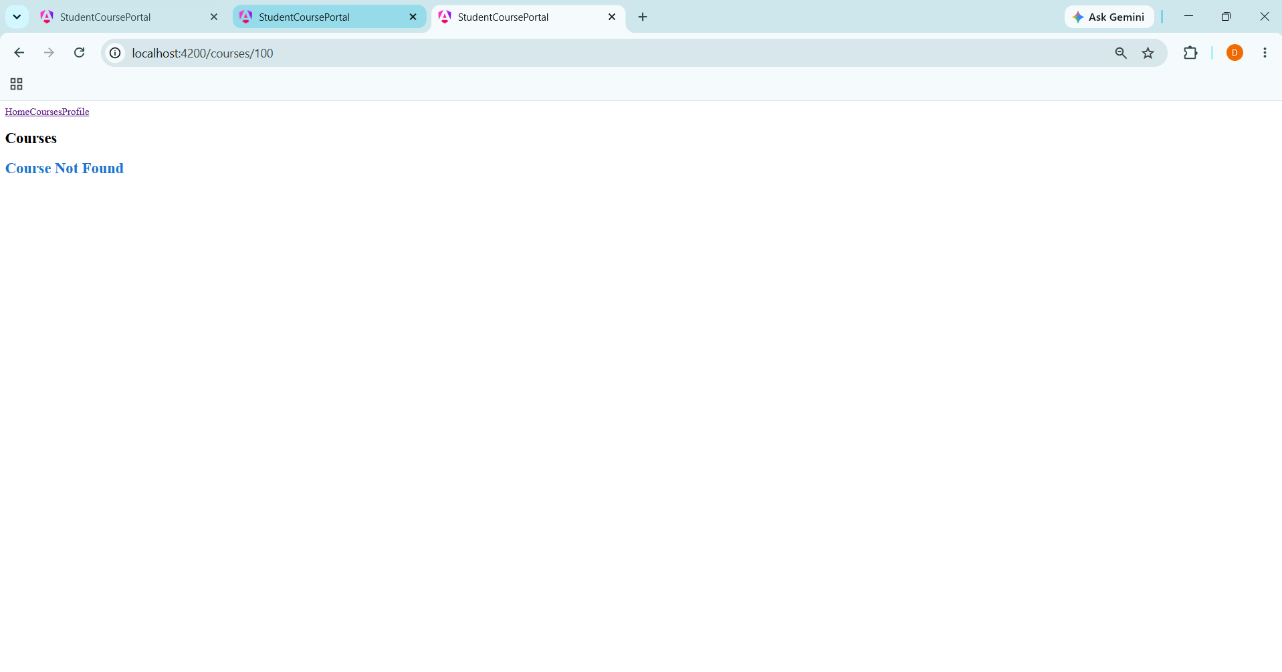 StudentCoursePortal
StudentCoursePortal
StudentCoursePortal
Ask Gemini
localhost:4200/courses/100
D
HomeCoursesProfile
Courses
Course Not Found